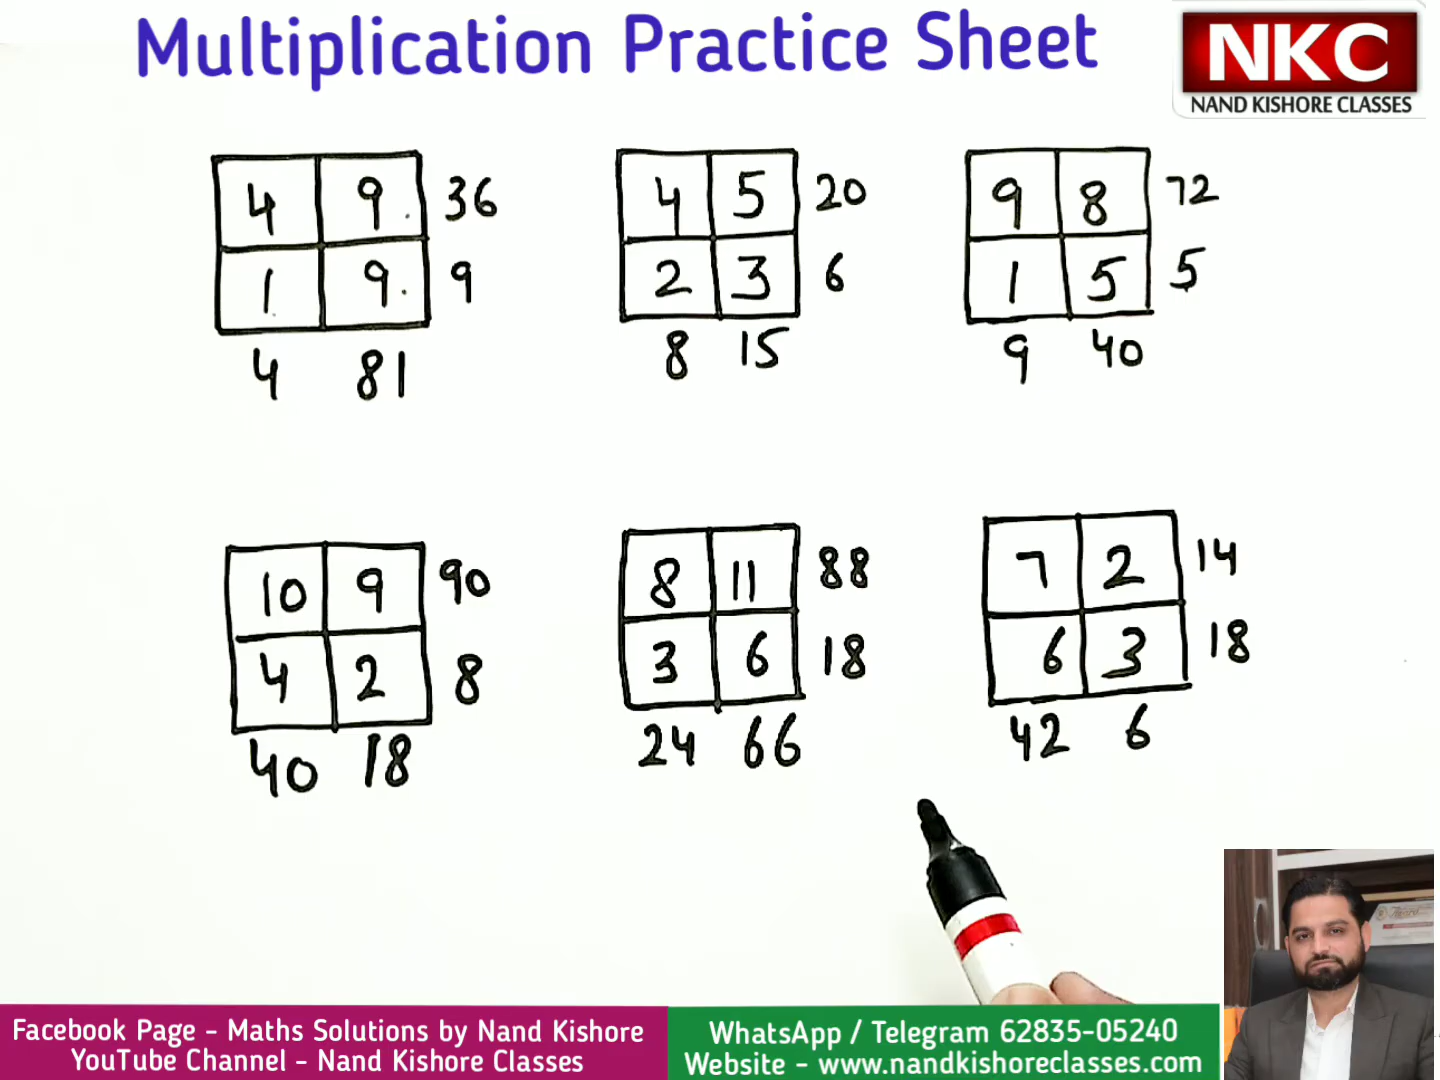 Multiplication Practice Sheet
NKC
NAND KISHORE CLASSES
4 9 36
1 9 9
4 81
4 5 20
2 3 6
8 15
9 8 72
1 5 5
9 40
10 9 90
4 2 8
40 18
8 11 88
3 6 18
24 66
7 2 14
6 3 18
42 6
Facebook Page - Maths Solutions by Nand Kishore
YouTube Channel - Nand Kishore Classes
WhatsApp / Telegram 62835-05240
Website - www.nandkishoreclasses.com